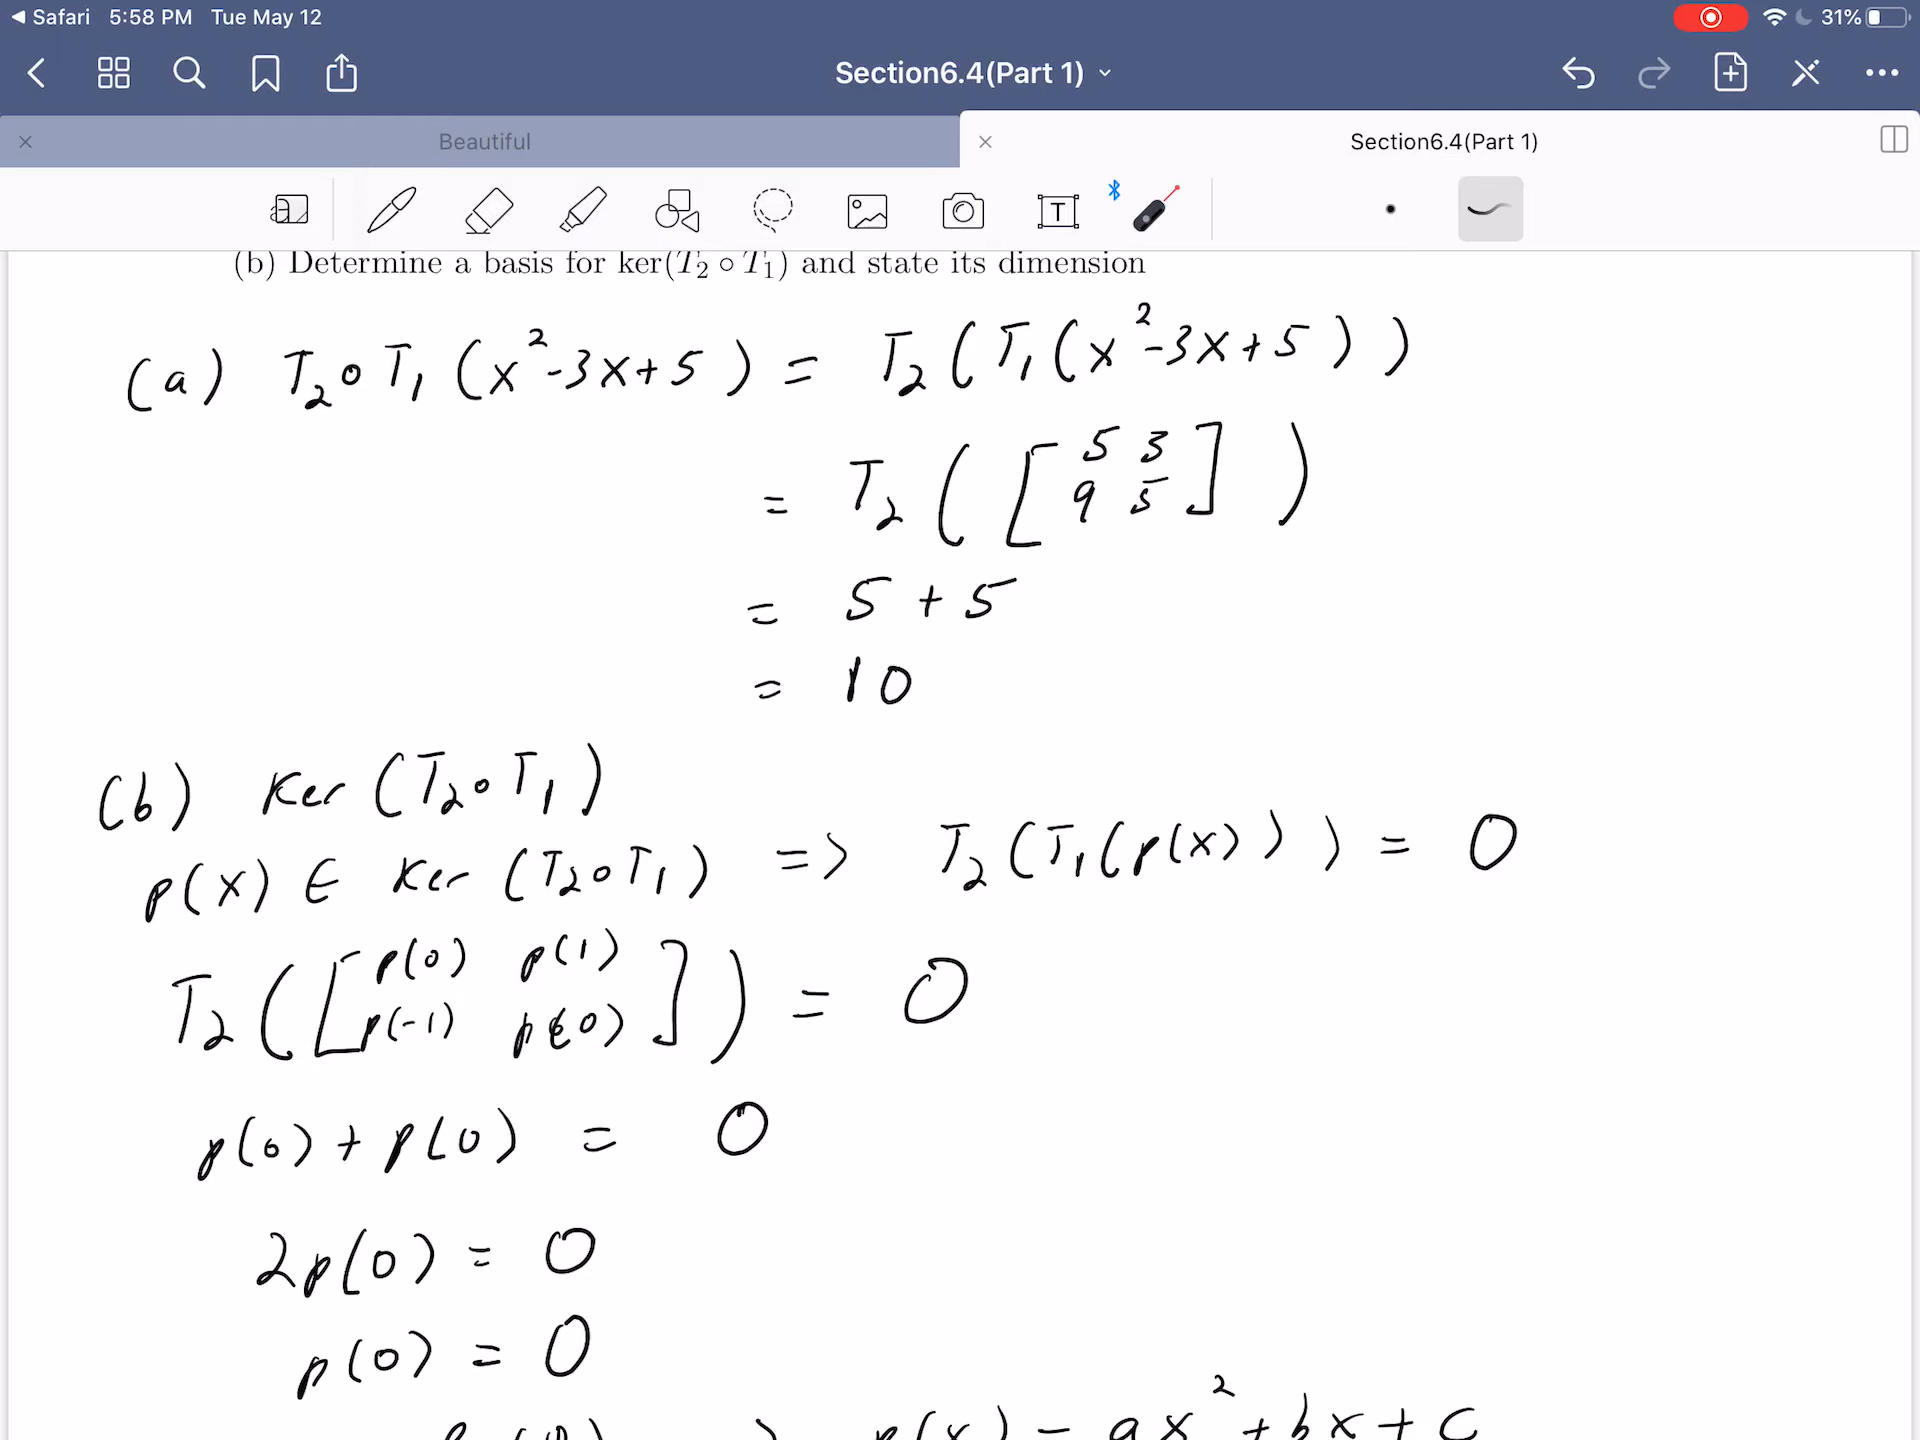 Safari 5:58 PM Tue May 12 31%
Section6.4(Part 1)
Beautiful Section6.4(Part 1)
(b) Determine a basis for ker(T₂ ∘ T₁) and state its dimension
(a) T₂ ∘ T₁ (x² - 3x + 5) = T₂ (T₁ (x² - 3x + 5))
= T₂ ( [ 5 3
9 5 ] )
= 5 + 5
= 10
(b) Ker (T₂ ∘ T₁)
p(x) ∈ Ker (T₂ ∘ T₁) => T₂ (T₁ (p(x))) = 0
T₂ ( [ p(0) p(1)
p(-1) p(0) ] ) = 0
p(0) + p(0) = 0
2p(0) = 0
p(0) = 0
p(x) = ax² + bx + c